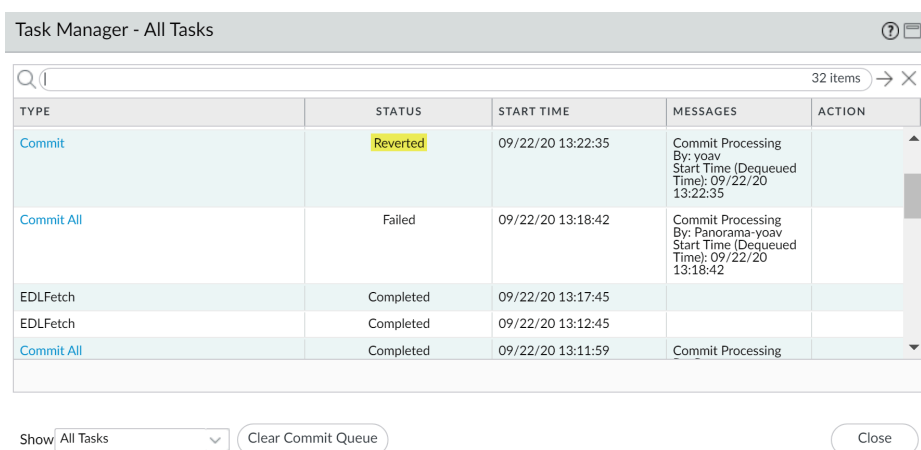 Task Manager - All Tasks
32 items
TYPE STATUS START TIME MESSAGES ACTION
Commit Reverted 09/22/20 13:22:35 Commit Processing
By: yoav
Start Time (Dequeued
Time): 09/22/20
13:22:35
Commit All Failed 09/22/20 13:18:42 Commit Processing
By: Panorama-yoav
Start Time (Dequeued
Time): 09/22/20
13:18:42
EDLFetch Completed 09/22/20 13:17:45
EDLFetch Completed 09/22/20 13:12:45
Commit All Completed 09/22/20 13:11:59 Commit Processing
Show All Tasks Clear Commit Queue Close